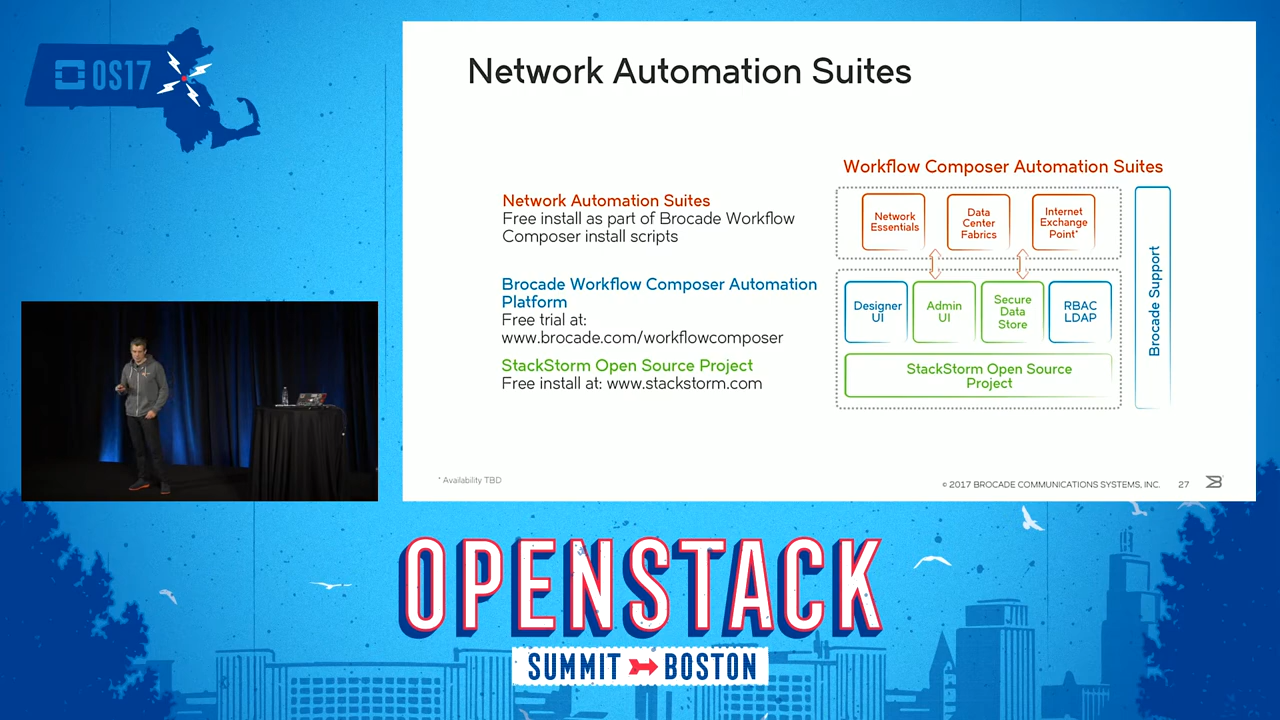 OS17
Network Automation Suites
Network Automation Suites
Free install as part of Brocade Workflow
Composer install scripts
Brocade Workflow Composer Automation
Platform
Free trial at:
www.brocade.com/workflowcomposer
StackStorm Open Source Project
Free install at: www.stackstorm.com
Workflow Composer Automation Suites
Network
Essentials
Data
Center
Fabrics
Internet
Exchange
Point*
Designer
UI
Admin
UI
Secure
Data
Store
RBAC
LDAP
StackStorm Open Source
Project
Brocade Support
* Availability TBD
© 2017 BROCADE COMMUNICATIONS SYSTEMS, INC. 27
OPENSTACK
SUMMIT BOSTON